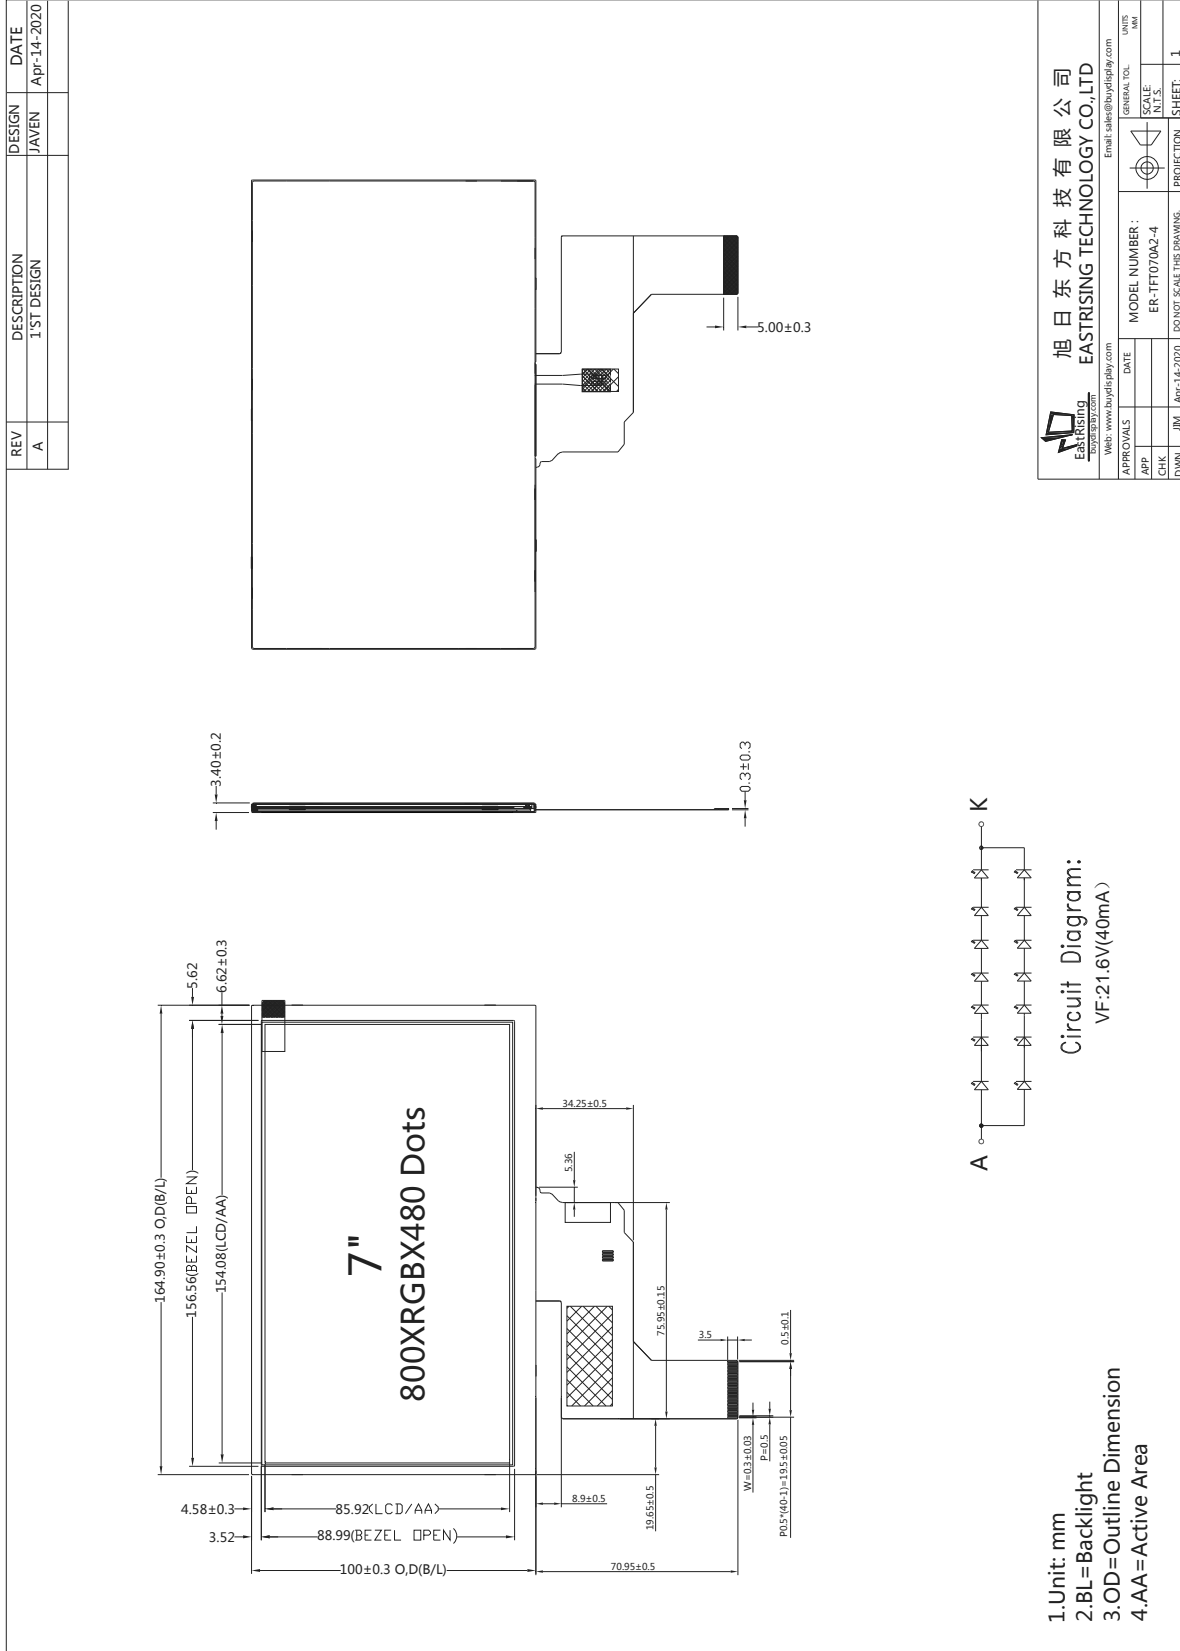 REV DESCRIPTION DESIGN DATE
A 1'ST DESIGN JAVEN Apr-14-2020
5.00±0.3
3.40±0.2
0.3±0.3
5.62
6.62±0.3
164.90±0.3 O,D(B/L)
156.56(BEZEL OPEN)
154.08(LCD/AA)
7"
800XRGBX480 Dots
34.25±0.5
5.36
75.95±0.15
3.5
0.5±0.1
W=0.3±0.03
P=0.5
P0.5*(40-1)=19.5±0.05
8.9±0.5
19.65±0.5
4.58±0.3
85.92(LCD/AA)
3.52
88.99(BEZEL OPEN)
100±0.3 O,D(B/L)
70.95±0.5
A
K
Circuit Diagram:
VF:21.6V(40mA)
1.Unit: mm
2.BL=Backlight
3.OD=Outline Dimension
4.AA=Active Area
EastRising
buydisplay.com
旭日东方科技有限公司
EASTRISING TECHNOLOGY CO.,LTD
Web: www.buydisplay.com Email: sales@buydisplay.com
APPROVALS DATE
APP
CHK
DWN JIM Apr-14-2020
MODEL NUMBER :
ER-TFT070A2-4
DO NOT SCALE THIS DRAWING.
PROJECTION
GENERAL TOL. UNITS
MM
SCALE:
N.T.S.
SHEET: 1